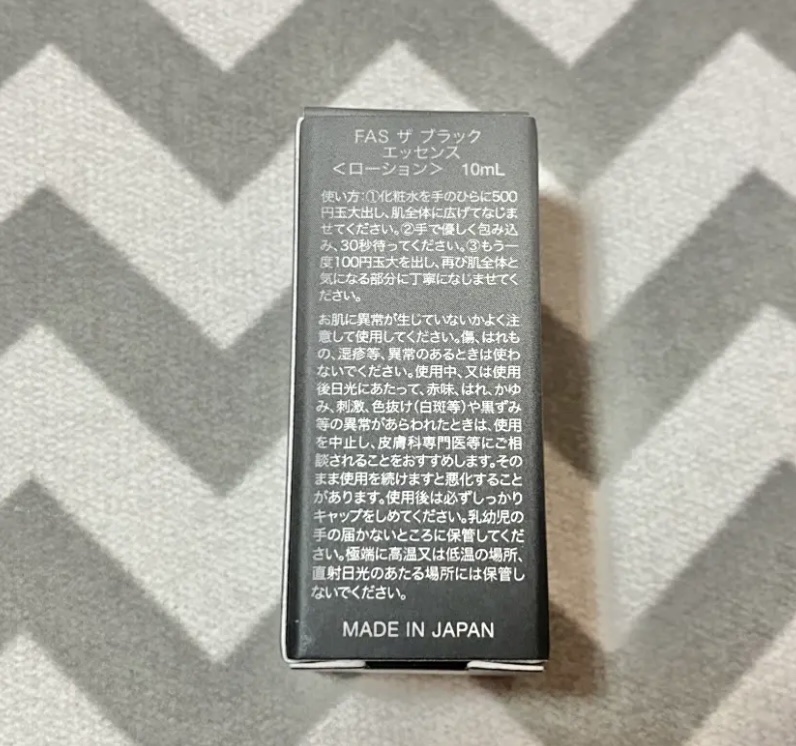 FAS ザ ブラック
エッセンス
＜ローション＞ 10mL
使い方:①化粧水を手のひらに500
円玉大出し、肌全体に広げてなじま
せてください。②手で優しく包み込
み、30秒待ってください。③もう一
度100円玉大を出し、再び肌全体と
気になる部分に丁寧になじませてく
ださい。
お肌に異常が生じていないかよく注
意して使用してください。傷、はれも
の、湿疹等、異常のあるときは使わ
ないでください。使用中、又は使用
後日光にあたって、赤味、はれ、かゆ
み、刺激、色抜け(白斑等)や黒ずみ
等の異常があらわれたときは、使用
を中止し、皮膚科専門医等にご相
談されることをおすすめします。その
まま使用を続けますと悪化すること
があります。使用後は必ずしっかり
キャップをしめてください。乳幼児の
手の届かないところに保管してくだ
さい。極端に高温又は低温の場所、
直射日光のあたる場所には保管し
ないでください。
MADE IN JAPAN